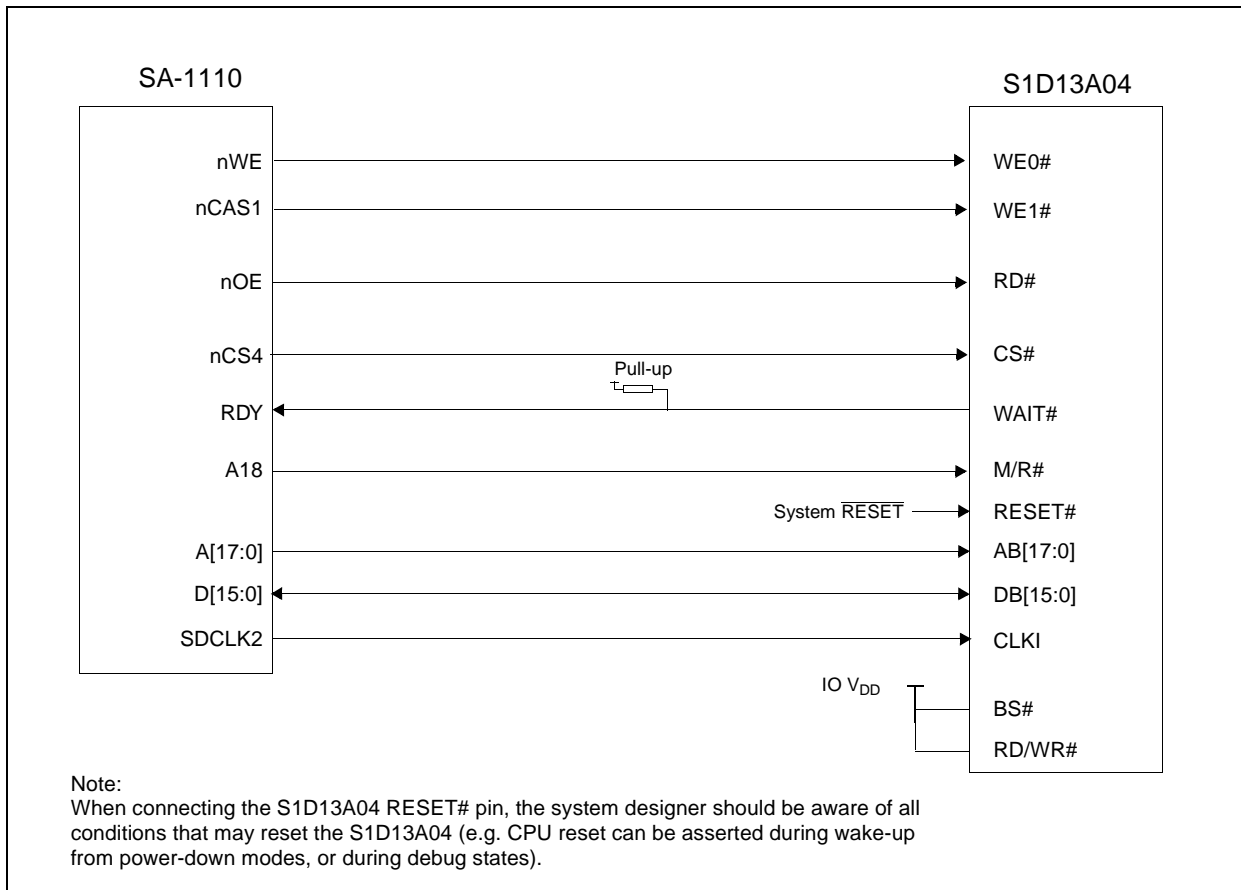 SA-1110
S1D13A04
nWE
WE0#
nCAS1
WE1#
nOE
RD#
nCS4
CS#
Pull-up
RDY
WAIT#
A18
M/R#
System RESET
RESET#
A[17:0]
AB[17:0]
D[15:0]
DB[15:0]
SDCLK2
CLKI
IO VDD
BS#
RD/WR#
Note:
When connecting the S1D13A04 RESET# pin, the system designer should be aware of all
conditions that may reset the S1D13A04 (e.g. CPU reset can be asserted during wake-up
from power-down modes, or during debug states).